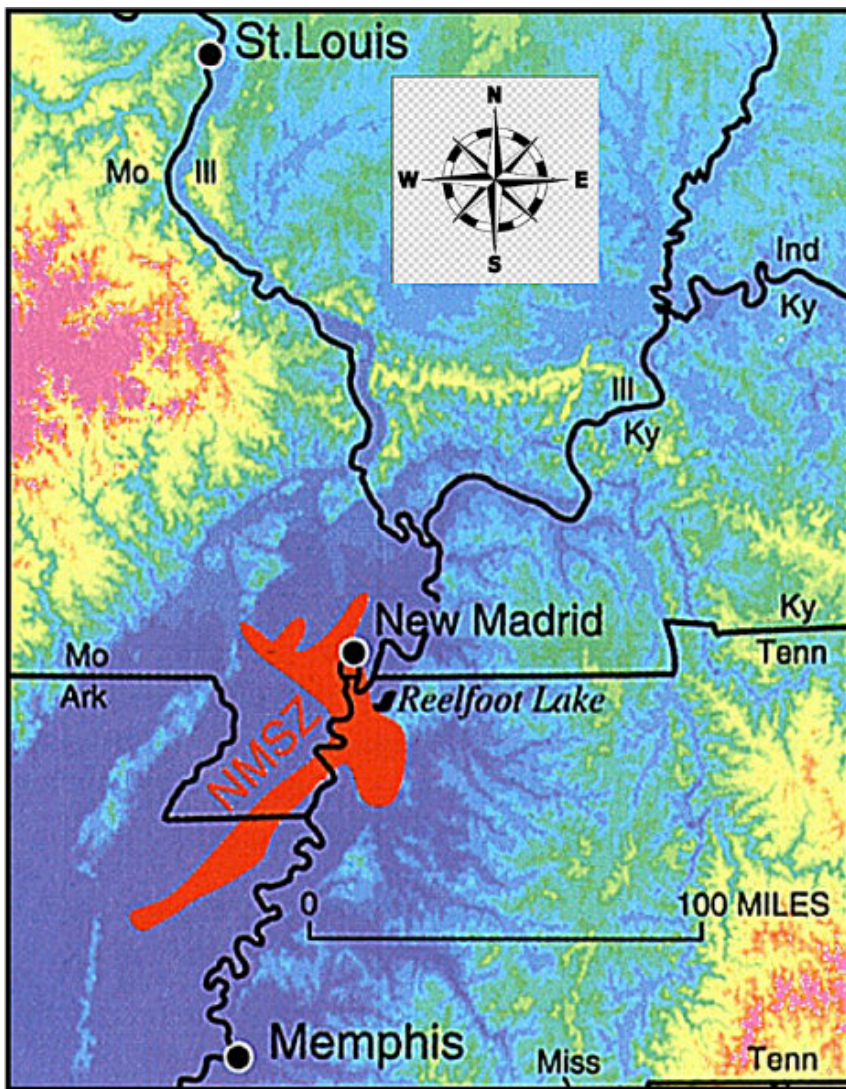 St.Louis
N
Mo Ill
W E
S
Ind
Ky
Ill
Ky
New Madrid
Ky
Tenn
Mo
Ark
Reelfoot Lake
NMSZ
0 100 MILES
Memphis
Miss Tenn